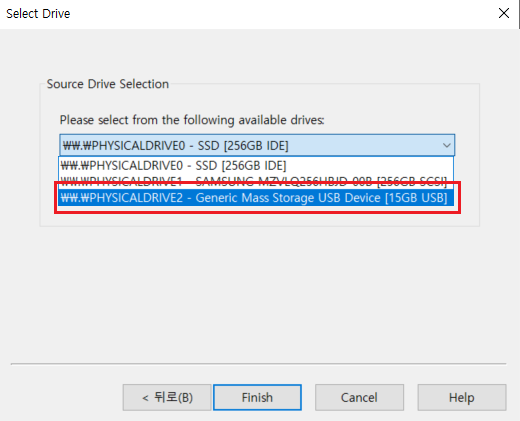 Select Drive
Source Drive Selection
Please select from the following available drives:
₩₩.₩PHYSICALDRIVE0 - SSD [256GB IDE]
₩₩.₩PHYSICALDRIVE0 - SSD [256GB IDE]
₩₩.₩PHYSICALDRIVE1 - SAMSUNG MZVLQ256HBJD-00B [256GB SCSI]
₩₩.₩PHYSICALDRIVE2 - Generic Mass Storage USB Device [15GB USB]
< 뒤로(B)
Finish
Cancel
Help